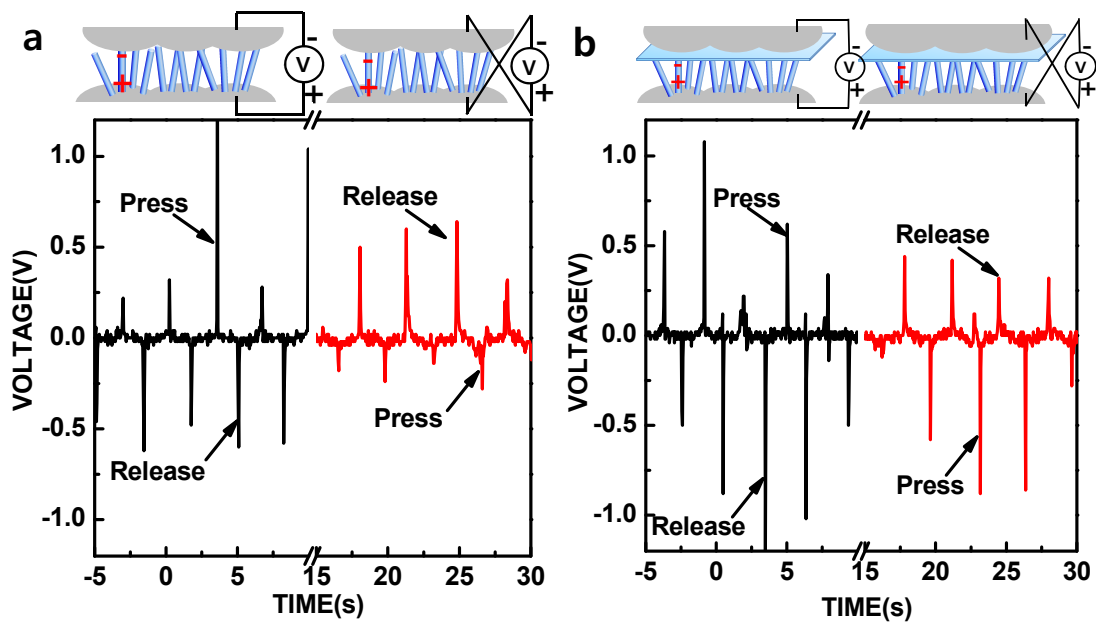 a
b
-
V
+
-
V
+
-
V
+
-
V
+
-
+
-
+
-
+
-
+
VOLTAGE(V)
1.0
0.5
0.0
-0.5
-1.0
Press
Release
Release
Press
-5 0 5 15 20 25 30
TIME(s)
VOLTAGE(V)
1.0
0.5
0.0
-0.5
-1.0
Press
Release
Release
Press
-5 0 5 10 15 20 25 30
TIME(s)